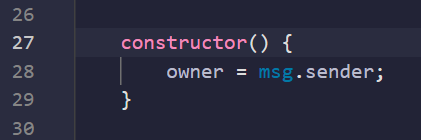 26
27 constructor() {
28 owner = msg.sender;
29 }
30